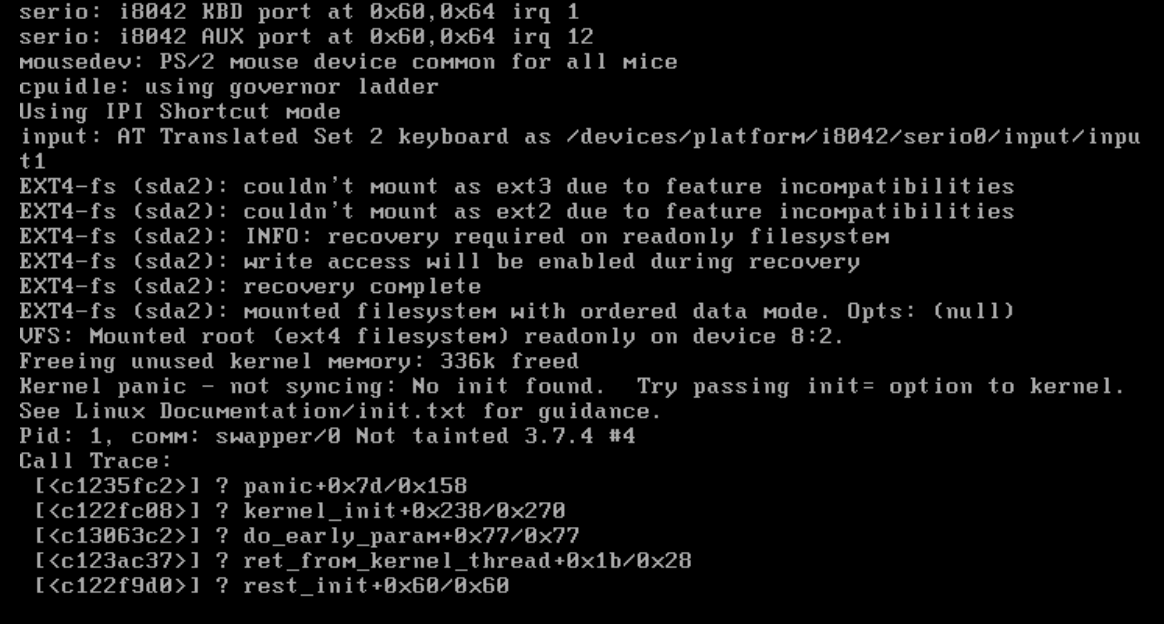 serio: i8042 KBD port at 0x60,0x64 irq 1
serio: i8042 AUX port at 0x60,0x64 irq 12
mousedev: PS/2 mouse device common for all mice
cpuidle: using governor ladder
Using IPI Shortcut mode
input: AT Translated Set 2 keyboard as /devices/platform/i8042/serio0/input/inpu
t1
EXT4-fs (sda2): couldn't mount as ext3 due to feature incompatibilities
EXT4-fs (sda2): couldn't mount as ext2 due to feature incompatibilities
EXT4-fs (sda2): INFO: recovery required on readonly filesystem
EXT4-fs (sda2): write access will be enabled during recovery
EXT4-fs (sda2): recovery complete
EXT4-fs (sda2): mounted filesystem with ordered data mode. Opts: (null)
VFS: Mounted root (ext4 filesystem) readonly on device 8:2.
Freeing unused kernel memory: 336k freed
Kernel panic - not syncing: No init found.  Try passing init= option to kernel.
See Linux Documentation/init.txt for guidance.
Pid: 1, comm: swapper/0 Not tainted 3.7.4 #4
Call Trace:
 [<c1235fc2>] ? panic+0x7d/0x158
 [<c122fc08>] ? kernel_init+0x238/0x270
 [<c13063c2>] ? do_early_param+0x77/0x77
 [<c123ac37>] ? ret_from_kernel_thread+0x1b/0x28
 [<c122f9d0>] ? rest_init+0x60/0x60